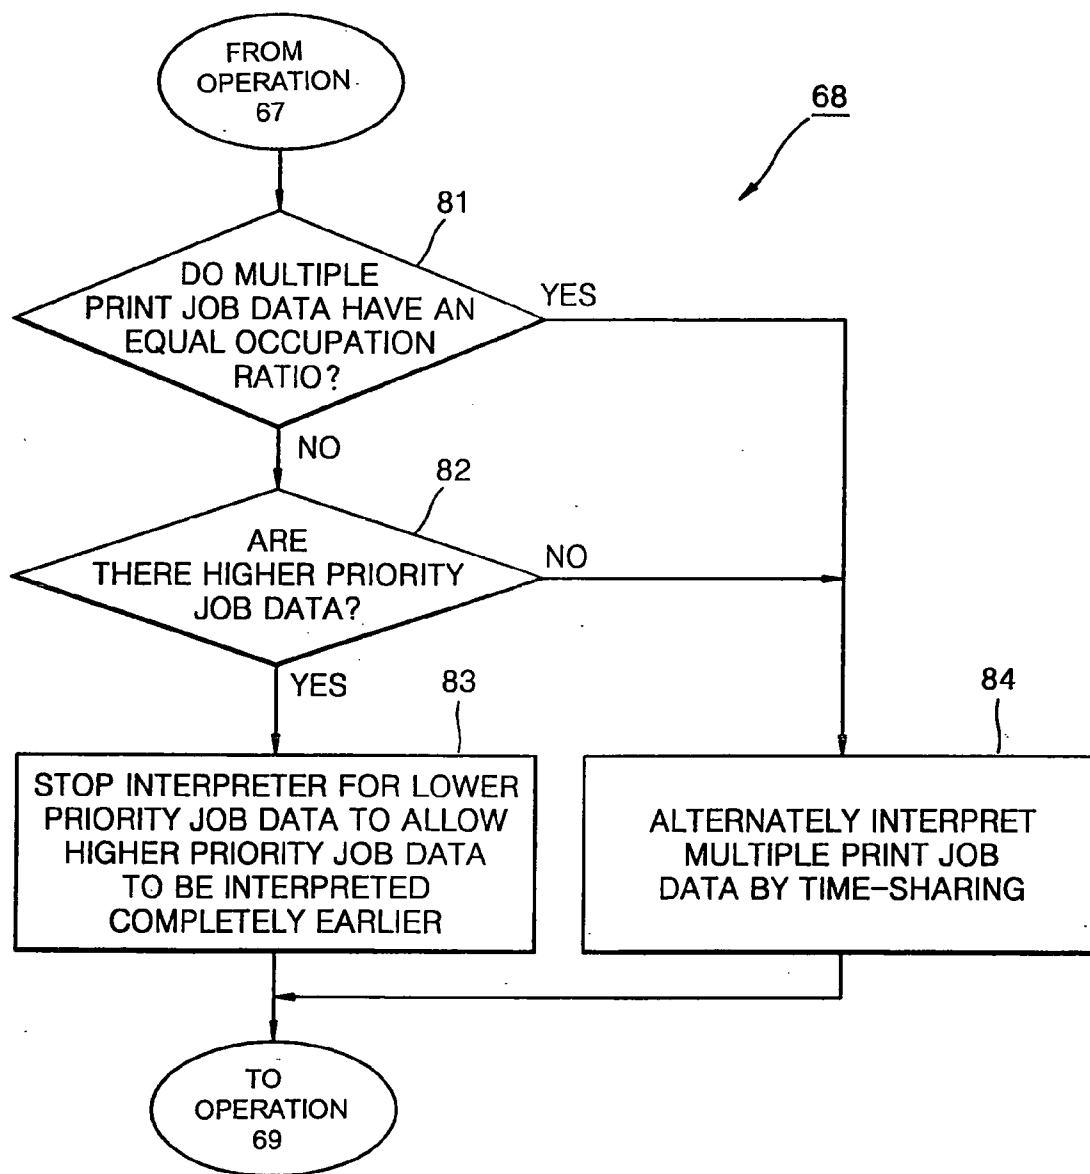 FROM
OPERATION
67
68
81
DO MULTIPLE
PRINT JOB DATA HAVE AN
EQUAL OCCUPATION
RATIO?
YES
NO
82
ARE
THERE HIGHER PRIORITY
JOB DATA?
NO
YES
83
84
STOP INTERPRETER FOR LOWER
PRIORITY JOB DATA TO ALLOW
HIGHER PRIORITY JOB DATA
TO BE INTERPRETED
COMPLETELY EARLIER
ALTERNATELY INTERPRET
MULTIPLE PRINT JOB
DATA BY TIME-SHARING
TO
OPERATION
69